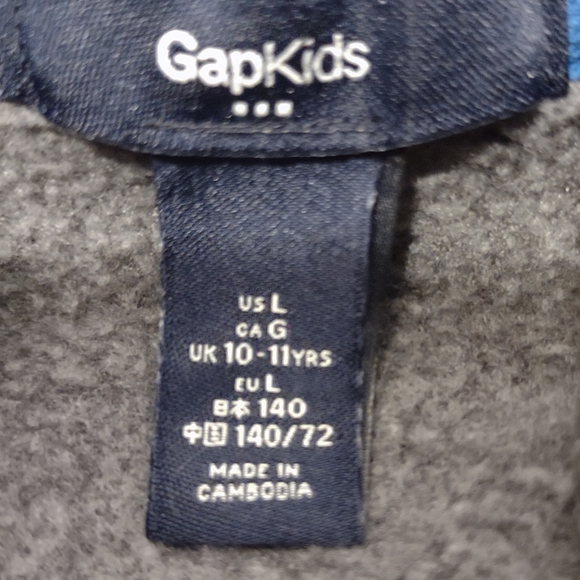 GapKids
US L
CA G
UK 10-11YRS
EU L
日本 140
中国 140/72
MADE IN
CAMBODIA